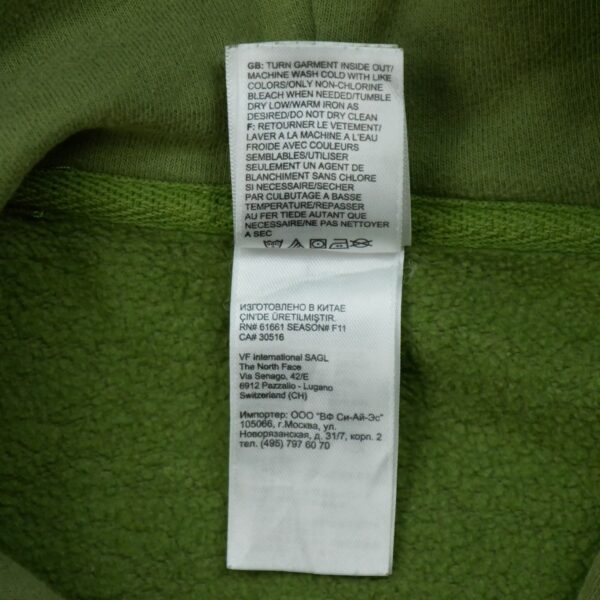 GB: TURN GARMENT INSIDE OUT/
MACHINE WASH COLD WITH LIKE
COLORS/ONLY NON-CHLORINE
BLEACH WHEN NEEDED/TUMBLE
DRY LOW/WARM IRON AS
DESIRED/DO NOT DRY CLEAN
F: RETOURNER LE VETEMENT/
LAVER A LA MACHINE A L'EAU
FROIDE AVEC COULEURS
SEMBLABLES/UTILISER
SEULEMENT UN AGENT DE
BLANCHIMENT SANS CHLORE
SI NECESSAIRE/SECHER
PAR CULBUTAGE A BASSE
TEMPERATURE/REPASSER
AU FER TIEDE AUTANT QUE
NECESSAIRE/NE PAS NETTOYER
A SEC
ИЗГОТОВЛЕНО В КИТАЕ
ÇIN'DE ÜRETILMIŞTIR.
RN# 61661 SEASON# F11
CA# 30516
VF International SAGL
The North Face
Via Senago, 42/E
6912 Pazzallo - Lugano
Switzerland (CH)
Импортер: ООО "ВФ Си-Ай-Эс"
105066, г.Москва, ул.
Новорязанская, д. 31/7, корп. 2
тел. (495) 797 60 70